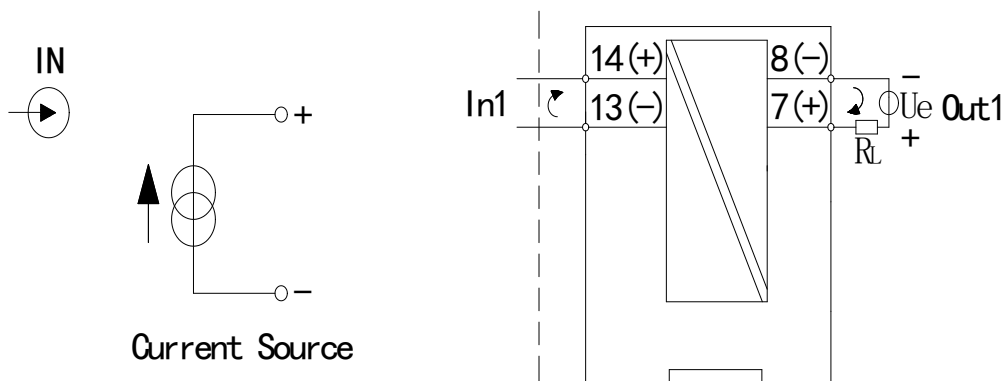 IN
+
−
Current Source
In1
14(+)
13(-)
8(-)
7(+)
−
Ue
+
RL
Out1